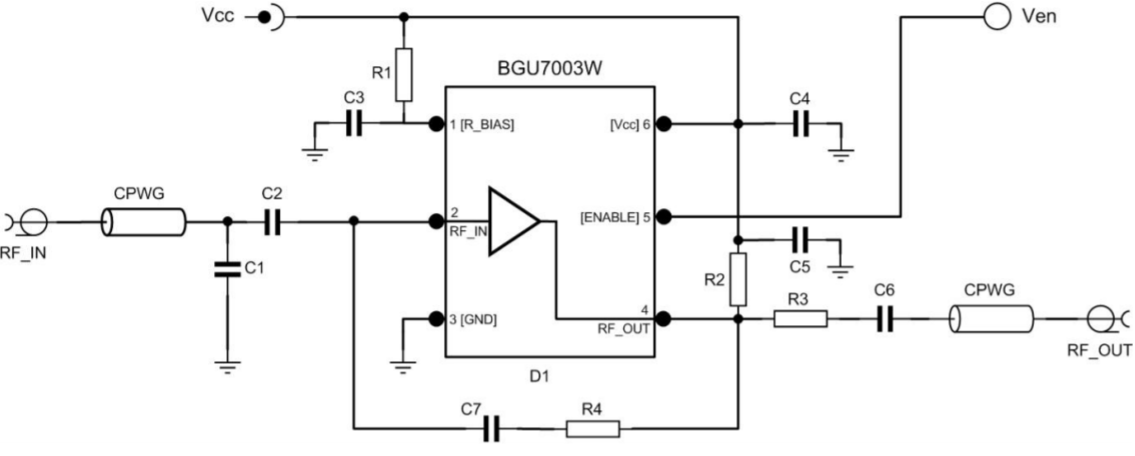 Vcc
Ven
R1
BGU7003W
C3
C4
1 [R_BIAS]
[Vcc] 6
CPWG
C2
2
RF_IN
[ENABLE] 5
RF_IN
C1
C5
R2
R3
C6
CPWG
4
3 [GND]
RF_OUT
RF_OUT
D1
C7
R4